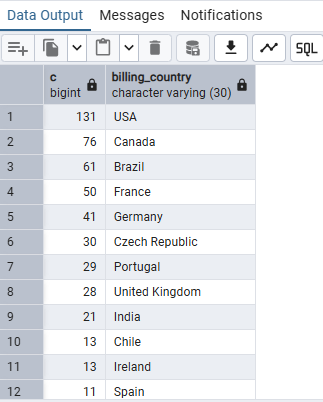 Data Output Messages Notifications
SQL
c billing_country
bigint character varying (30)
1 131 USA
2 76 Canada
3 61 Brazil
4 50 France
5 41 Germany
6 30 Czech Republic
7 29 Portugal
8 28 United Kingdom
9 21 India
10 13 Chile
11 13 Ireland
12 11 Spain